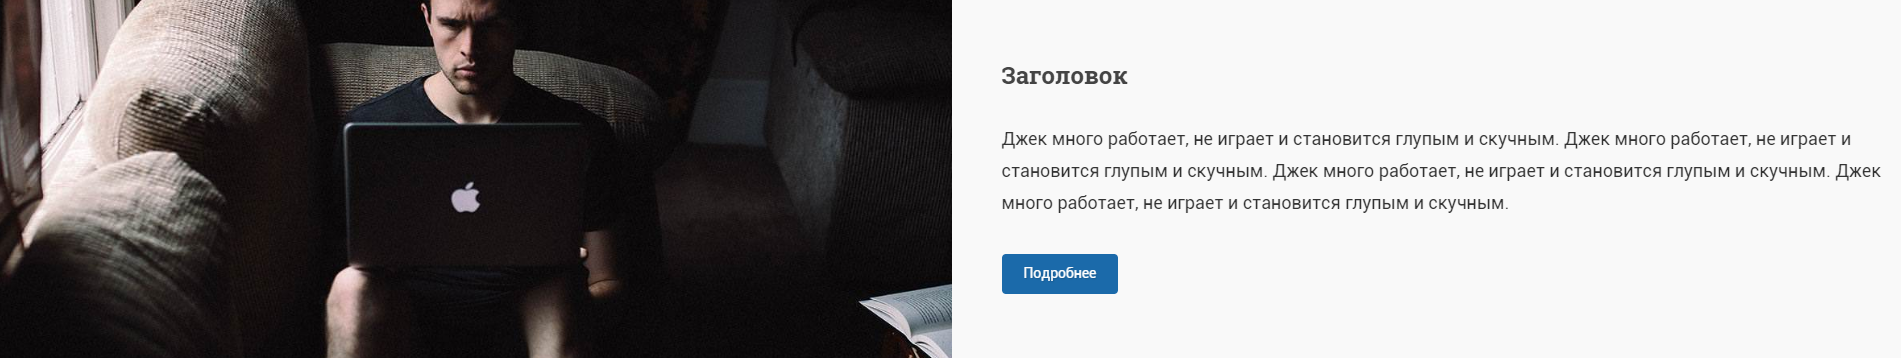 Заголовок
Джек много работает, не играет и становится глупым и скучным. Джек много работает, не играет и
становится глупым и скучным. Джек много работает, не играет и становится глупым и скучным. Джек
много работает, не играет и становится глупым и скучным.
Подробнее